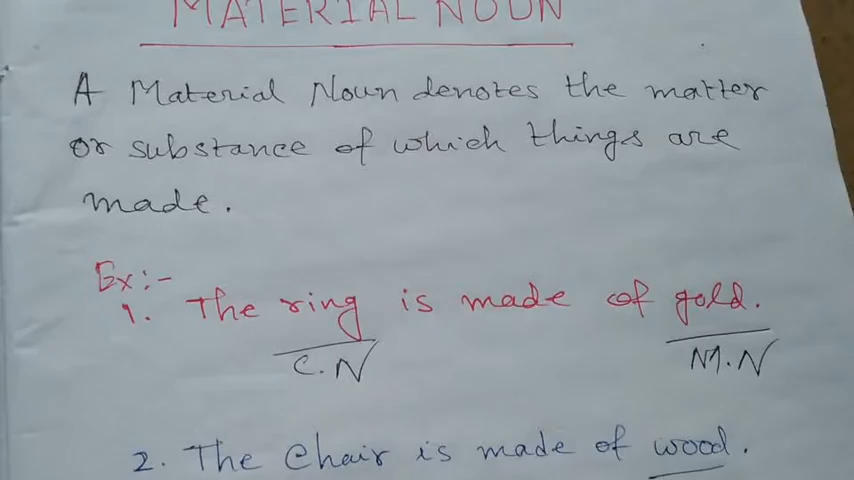 MATERIAL NOUN
A Material Noun denotes the matter
or substance of which things are
made.
Ex:-
1. The ring is made of gold.
C.N M.N
2. The Chair is made of wood.